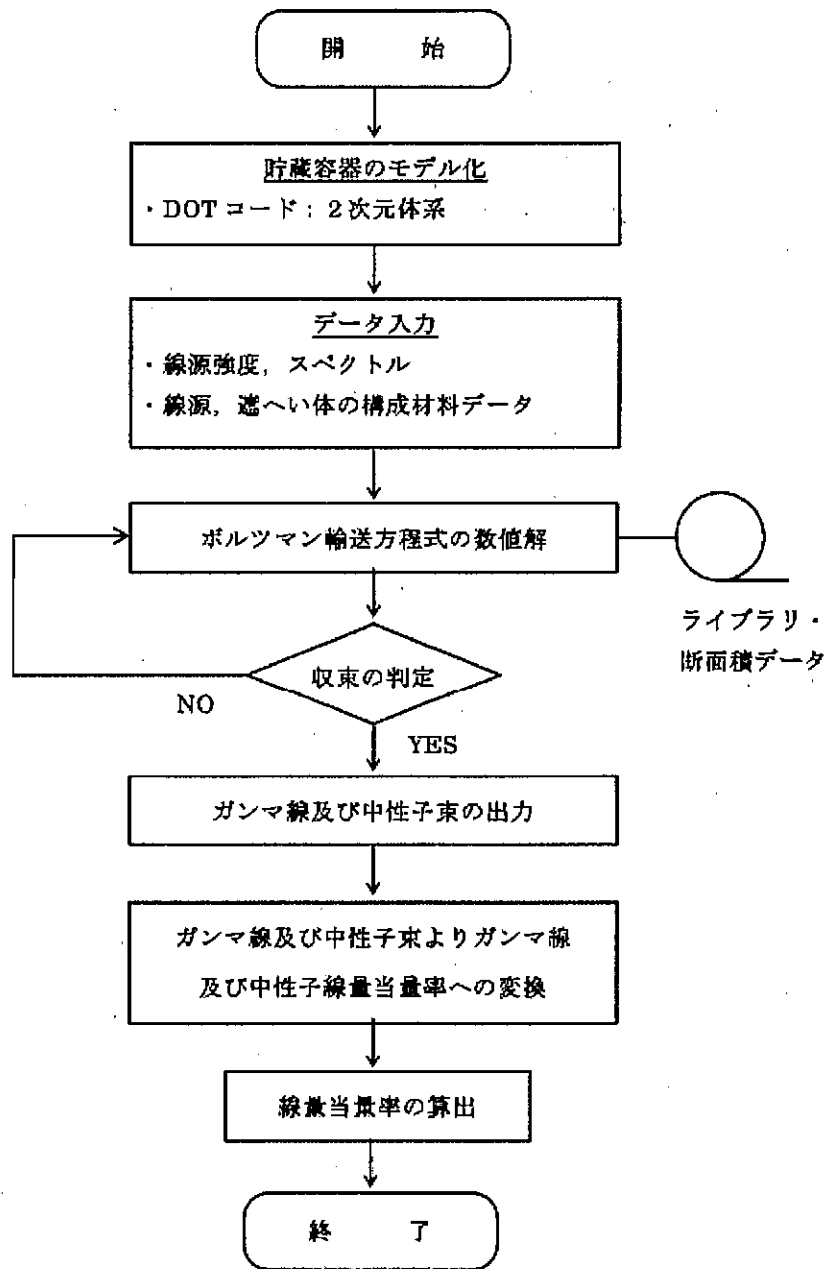 開 始
貯蔵容器のモデル化
・DOT コード：2次元体系
データ入力
・線源強度，スペクトル
・線源，遮へい体の構成材料データ
ボルツマン輸送方程式の数値解
ライブラリ・
断面積データ
収束の判定
NO
YES
ガンマ線及び中性子束の出力
ガンマ線及び中性子束よりガンマ線
及び中性子線量当量率への変換
線量当量率の算出
終 了